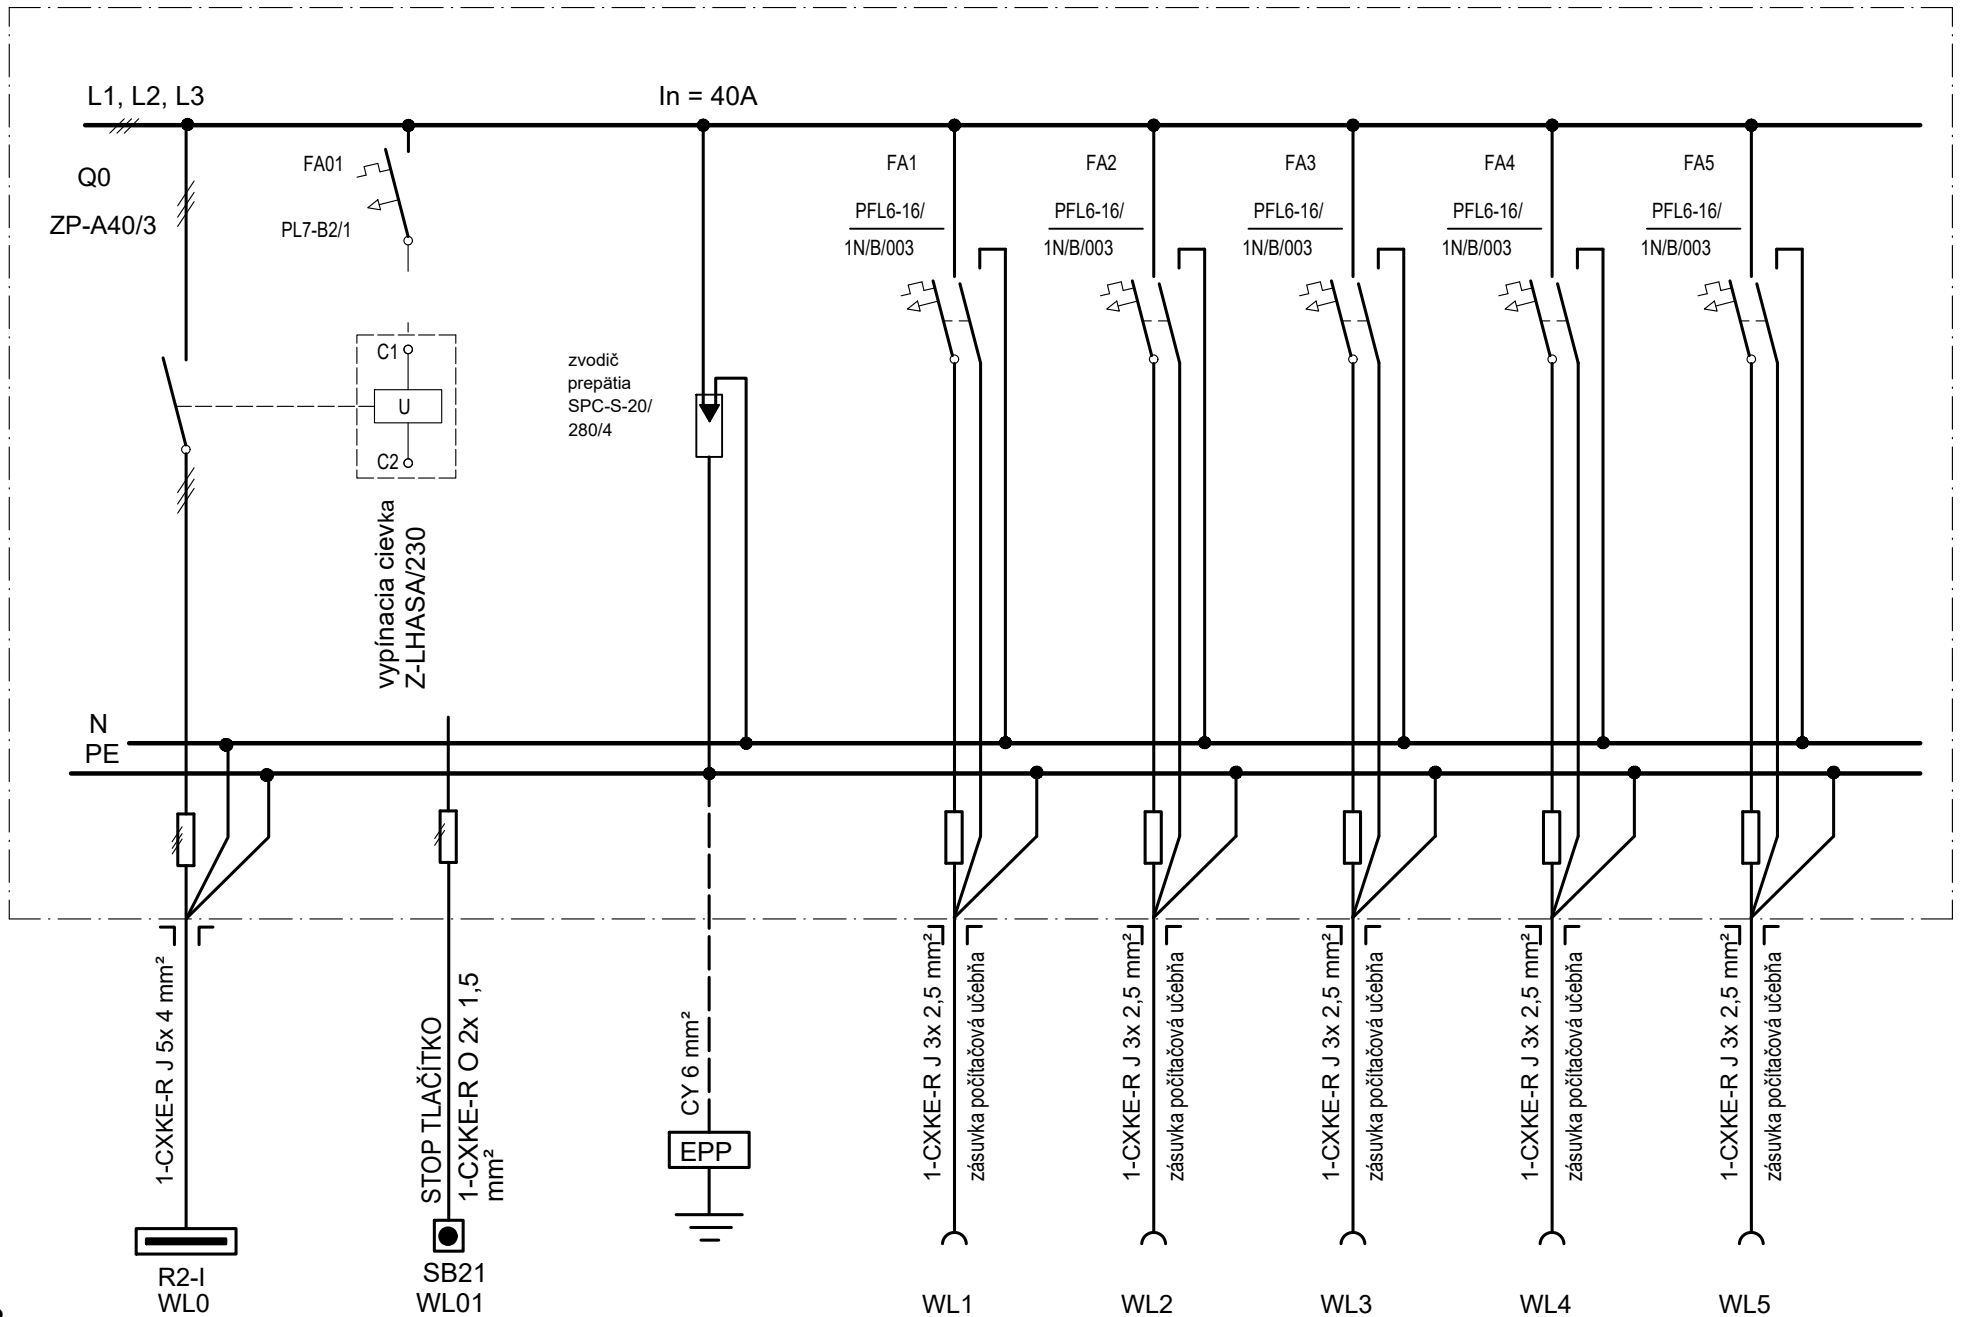 L1, L2, L3
In = 40A
Q0
ZP-A40/3
FA01
PL7-B2/1
FA1
PFL6-16/
1N/B/003
FA2
PFL6-16/
1N/B/003
FA3
PFL6-16/
1N/B/003
FA4
PFL6-16/
1N/B/003
FA5
PFL6-16/
1N/B/003
C1
U
C2
vypínacia cievka
Z-LHASA/230
zvodič
prepätia
SPC-S-20/
280/4
N
PE
1-CXKE-R J 5x 4 mm²
STOP TLAČÍTKO
1-CXKE-R O 2x 1,5
mm²
CY 6 mm²
EPP
1-CXKE-R J 3x 2,5 mm²
zásuvka počítačová učebňa
1-CXKE-R J 3x 2,5 mm²
zásuvka počítačová učebňa
1-CXKE-R J 3x 2,5 mm²
zásuvka počítačová učebňa
1-CXKE-R J 3x 2,5 mm²
zásuvka počítačová učebňa
1-CXKE-R J 3x 2,5 mm²
zásuvka počítačová učebňa
R2-I
WL0
SB21
WL01
WL1
WL2
WL3
WL4
WL5